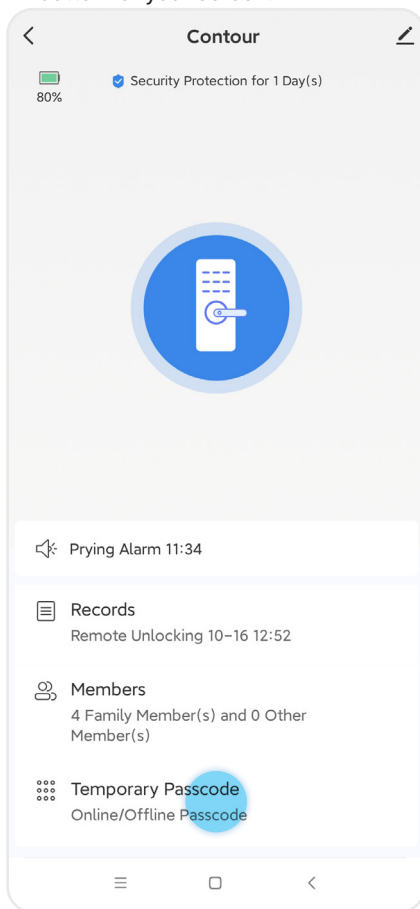 Contour
80%
Security Protection for 1 Day(s)
Prying Alarm 11:34
Records
Remote Unlocking 10-16 12:52
Members
4 Family Member(s) and 0 Other
Member(s)
Temporary Passcode
Online/Offline Passcode